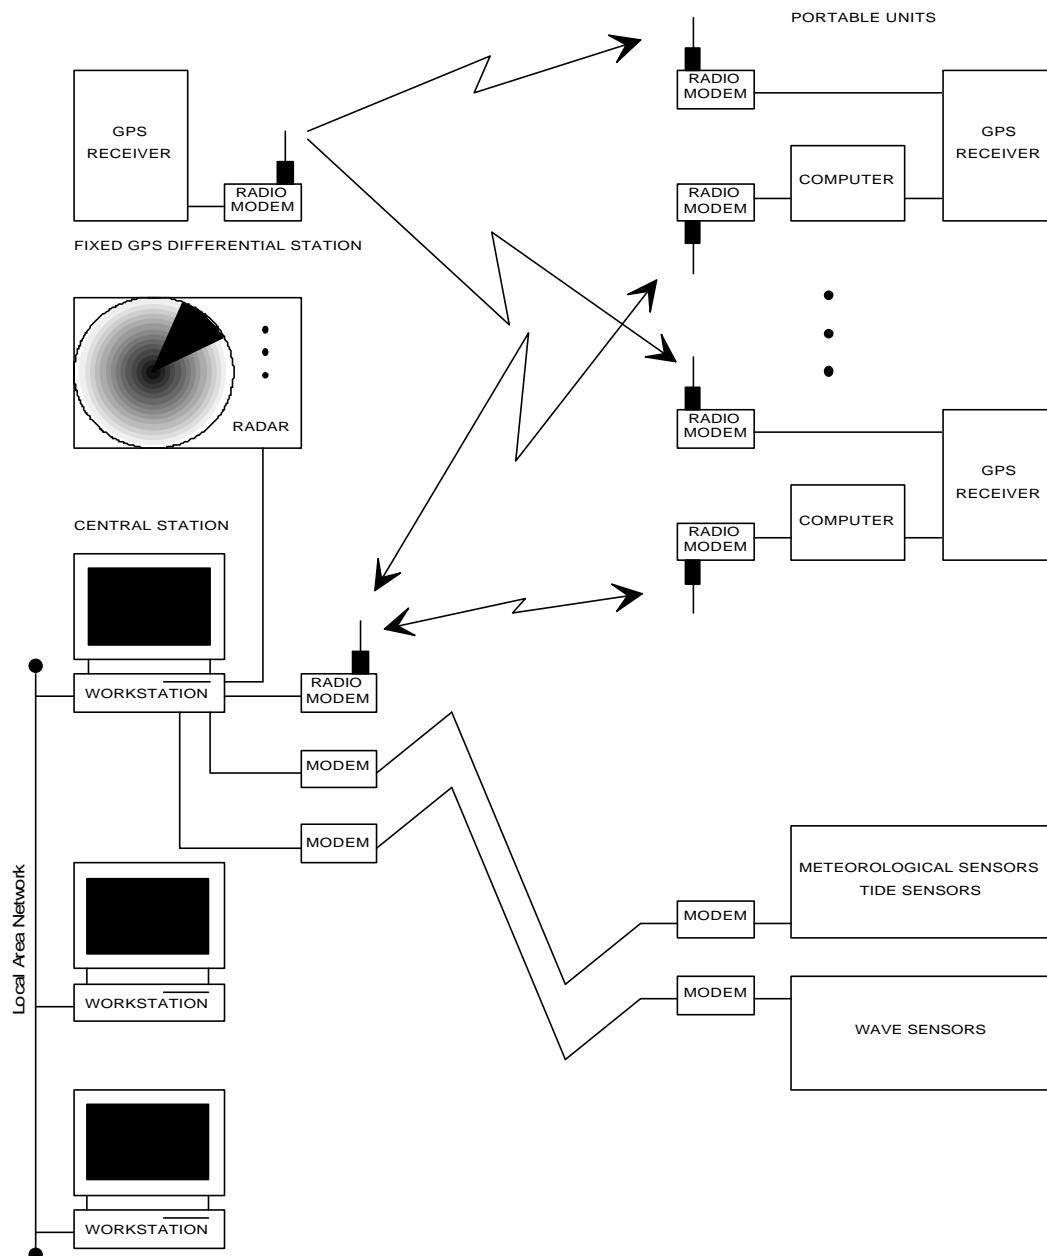 PORTABLE UNITS
GPS
RECEIVER
RADIO
MODEM
FIXED GPS DIFFERENTIAL STATION
RADIO
MODEM
GPS
RECEIVER
COMPUTER
RADIO
MODEM
RADAR
RADIO
MODEM
GPS
RECEIVER
COMPUTER
RADIO
MODEM
CENTRAL STATION
WORKSTATION
RADIO
MODEM
MODEM
MODEM
Local Area Network
WORKSTATION
WORKSTATION
METEOROLOGICAL SENSORS
TIDE SENSORS
MODEM
MODEM
WAVE SENSORS